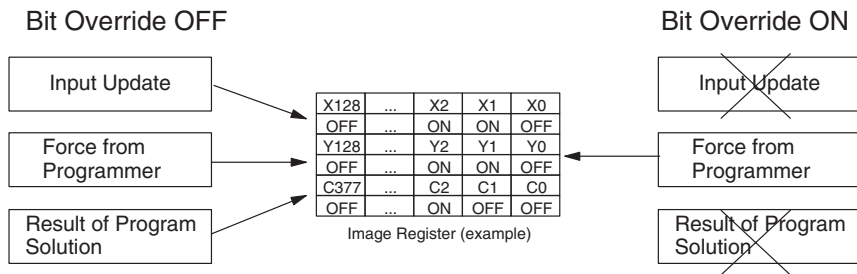 Bit Override OFF
Bit Override ON
Input Update
Force from
Programmer
Result of Program
Solution
X128 ... X2 X1 X0
OFF ... ON ON OFF
Y128 ... Y2 Y1 Y0
OFF ... ON ON OFF
C377 ... C2 C1 C0
OFF ... ON OFF OFF
Image Register (example)
Input Update
Force from
Programmer
Result of Program
Solution